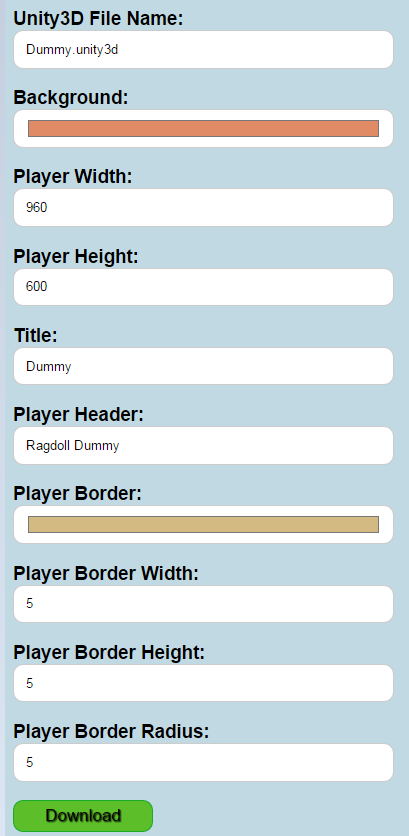 Unity3D File Name:
Dummy.unity3d
Background:
Player Width:
960
Player Height:
600
Title:
Dummy
Player Header:
Ragdoll Dummy
Player Border:
Player Border Width:
5
Player Border Height:
5
Player Border Radius:
5
Download